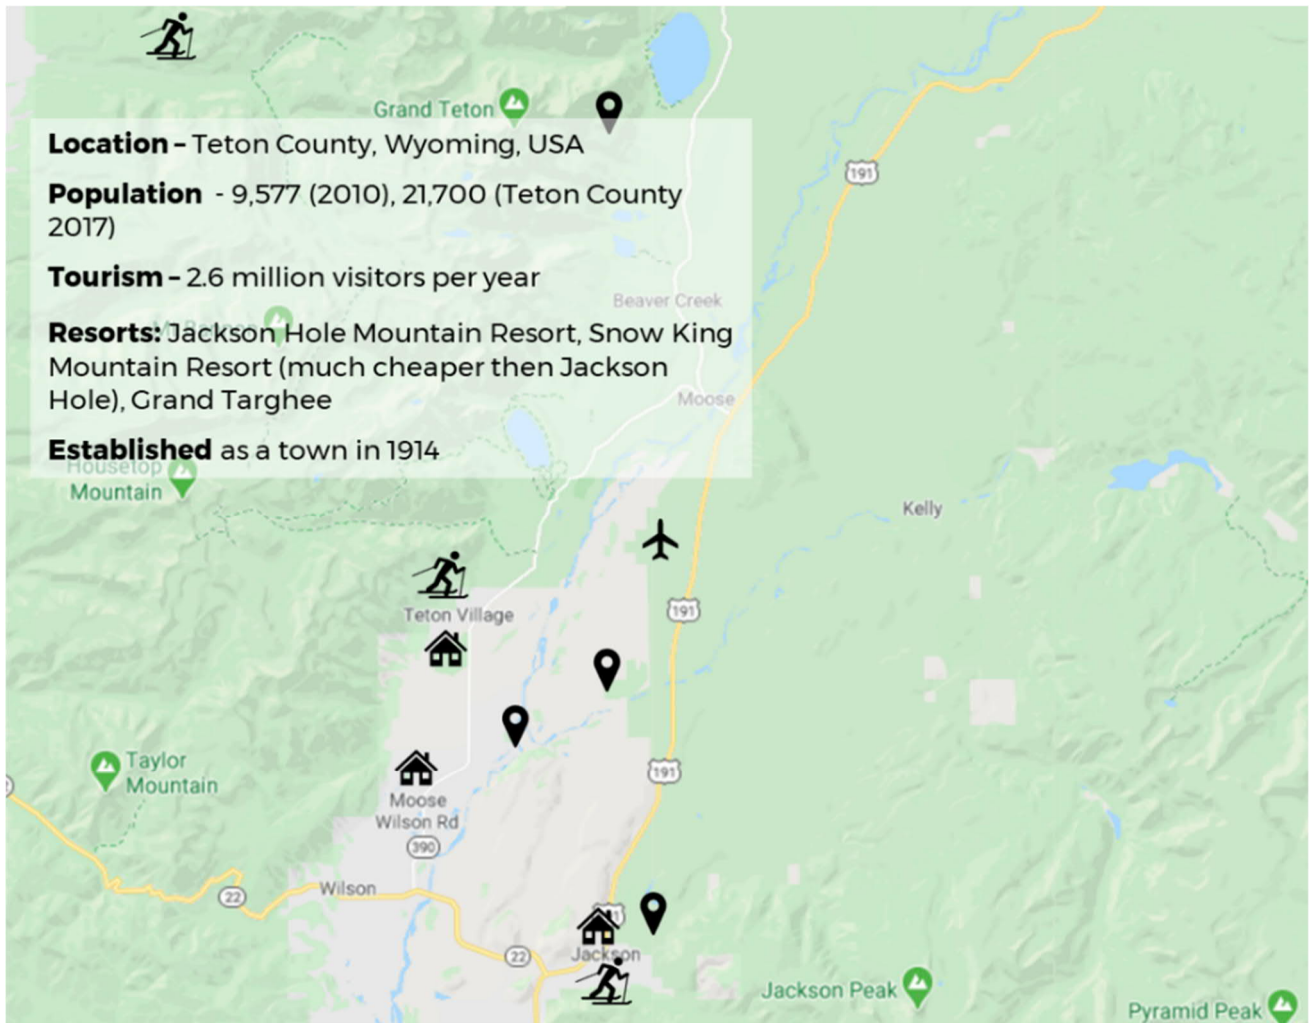 Grand Teton
Location – Teton County, Wyoming, USA
Population - 9,577 (2010), 21,700 (Teton County
2017)
Tourism – 2.6 million visitors per year
Resorts: Jackson Hole Mountain Resort, Snow King
Mountain Resort (much cheaper then Jackson
Hole), Grand Targhee
Established as a town in 1914
191
Beaver Creek
Moose
Housetop
Mountain
Kelly
Teton Village
191
Taylor
Mountain
191
Moose
Wilson Rd
390
Wilson
22
22
Jackson
Jackson Peak
Pyramid Peak